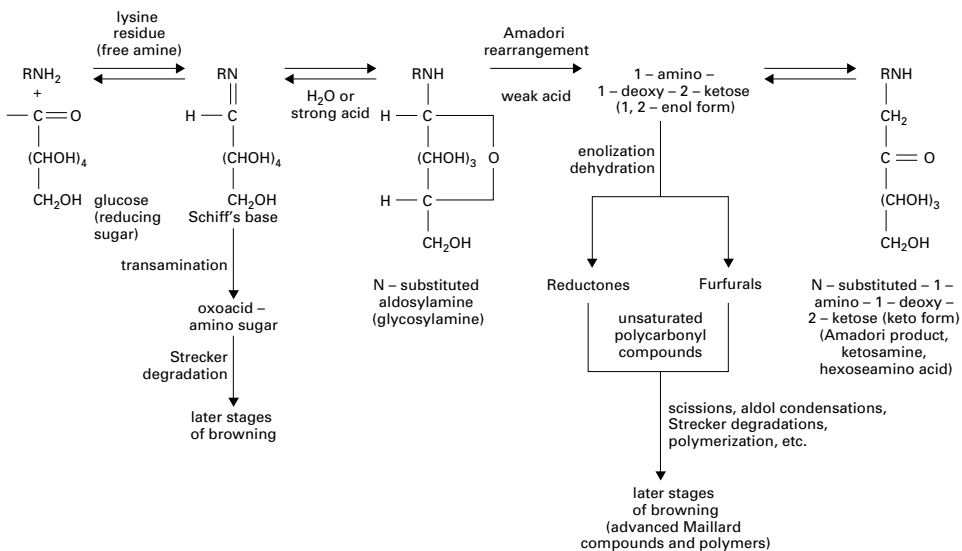 lysine
residue
(free amine)
RNH₂
+
— C = O
(CHOH)₄
CH₂OH
glucose
(reducing
sugar)
RN
H — C
(CHOH)₄
CH₂OH
Schiff's base
transamination
oxoacid –
amino sugar
Strecker
degradation
later stages
of browning
H₂O or
strong acid
RNH
H — C
(CHOH)₃ O
H — C
CH₂OH
N – substituted
aldosylamine
(glycosylamine)
Amadori
rearrangement
weak acid
1 – amino –
1 – deoxy – 2 – ketose
(1, 2 – enol form)
enolization
dehydration
Reductones
Furfurals
unsaturated
polycarbonyl
compounds
scissions, aldol condensations,
Strecker degradations,
polymerization, etc.
later stages
of browning
(advanced Maillard
compounds and polymers)
RNH
CH₂
C = O
(CHOH)₃
CH₂OH
N – substituted – 1 –
amino – 1 – deoxy –
2 – ketose (keto form)
(Amadori product,
ketosamine,
hexoseamino acid)